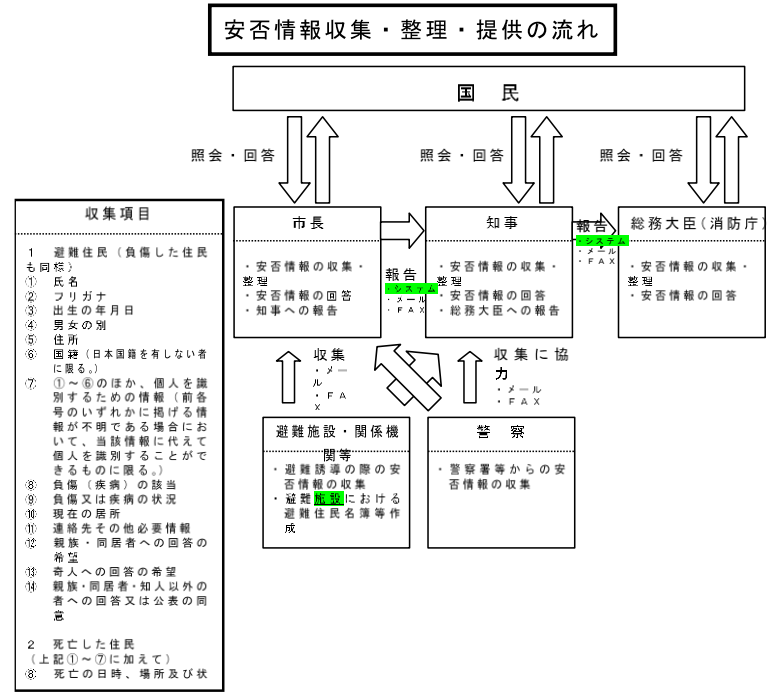 安否情報収集・整理・提供の流れ
国　民
照会・回答
照会・回答
照会・回答
収集項目
1　避難住民（負傷した住民
も同様）
①　氏名
②　フリガナ
③　出生の年月日
④　男女の別
⑤　住所
⑥　国籍（日本国籍を有しない者
に限る。）
⑦　①～⑥のほか、個人を識
別するための情報（前各
号のいずれかに掲げる情
報が不明である場合にお
いて、当該情報に代えて
個人を識別することがで
きるものに限る。）
⑧　負傷（疾病）の該当
⑨　負傷又は疾病の状況
⑩　現在の居所
⑪　連絡先その他必要情報
⑫　親族・同居者への回答の
希望
⑬　奇人への回答の希望
⑭　親族・同居者・知人以外の
者への回答又は公表の同
意
2　死亡した住民
（上記①～⑦に加えて）
⑧　死亡の日時、場所及び状
市長
・安否情報の収集・
整理
・安否情報の回答
・知事への報告
報告
・システム
・メール
・ＦＡＸ
知事
・安否情報の収集・
整理
・安否情報の回答
・総務大臣への報告
報告
・システム
・メール
・ＦＡＸ
総務大臣（消防庁）
・安否情報の収集・
整理
・安否情報の回答
収集
・メー
ル
・ＦＡ
Ｘ
収集に協
力
・メール
・ＦＡＸ
避難施設・関係機
関等
・避難誘導の際の安
否情報の収集
・避難施設における
避難住民名簿等作
成
警　察
・警察署等からの安
否情報の収集